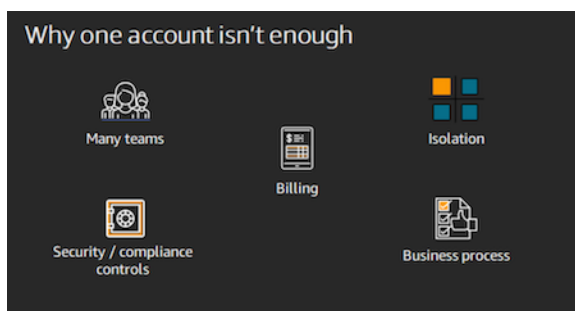 Why one account isn't enough
Many teams
Isolation
Billing
Security / compliance
controls
Business process